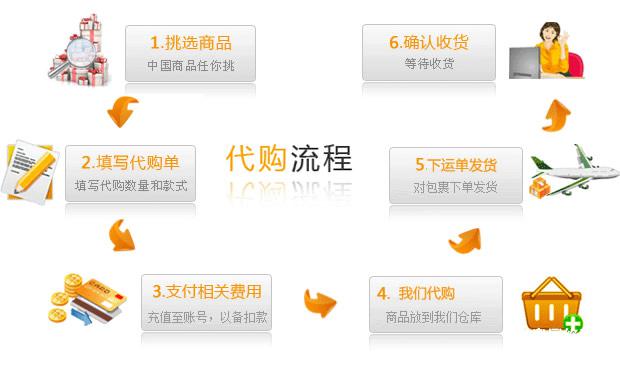 1.挑选商品
中国商品任你挑
2.填写代购单
填写代购数量和款式
3.支付相关费用
充值至账号，以备扣款
4. 我们代购
商品放到我们仓库
5.下运单发货
对包裹下单发货
6.确认收货
等待收货
代购流程